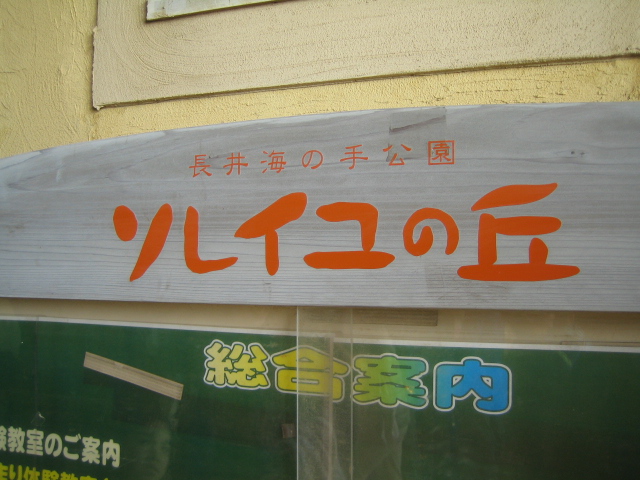 長井海の手公園
ソレイユの丘
総合案内
験教室のご案内